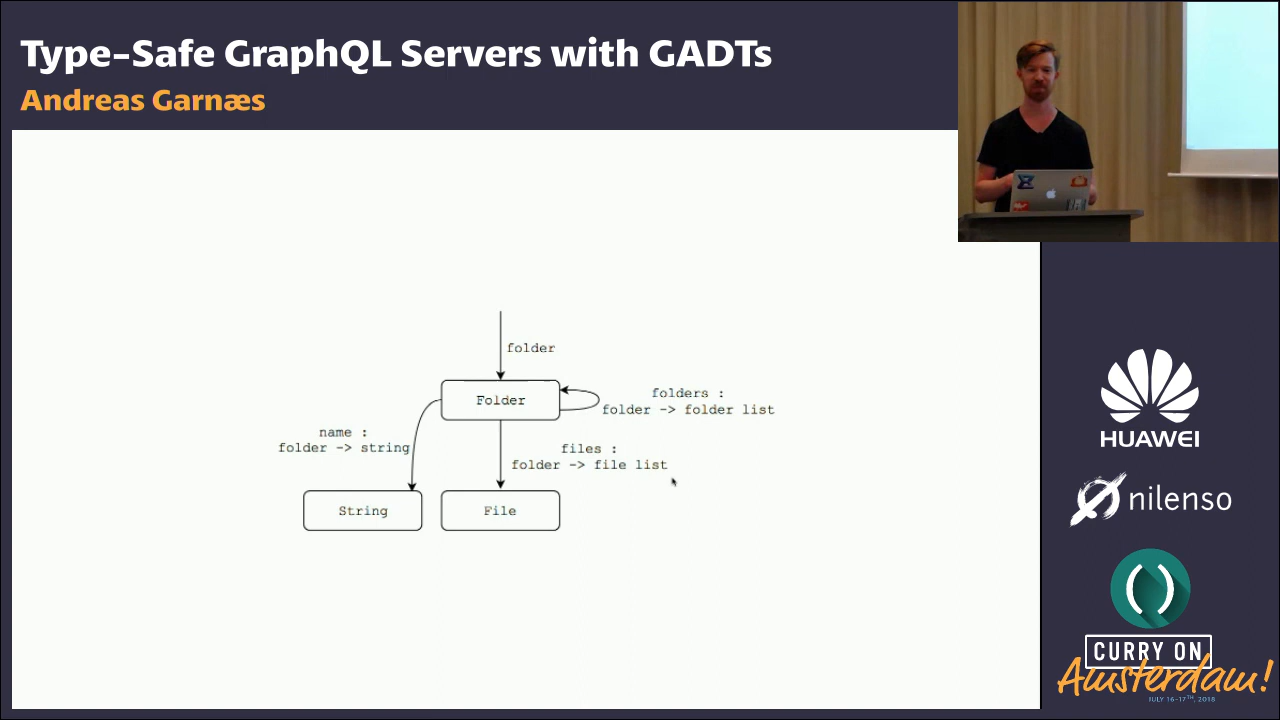 Type-Safe GraphQL Servers with GADTs
Andreas Garnæs
folder
Folder
folders :
folder -> folder list
name :
folder -> string
files :
folder -> file list
String
File
HUAWEI
nilenso
( )
CURRY ON
Amsterdam!
JULY 16-17TH, 2018